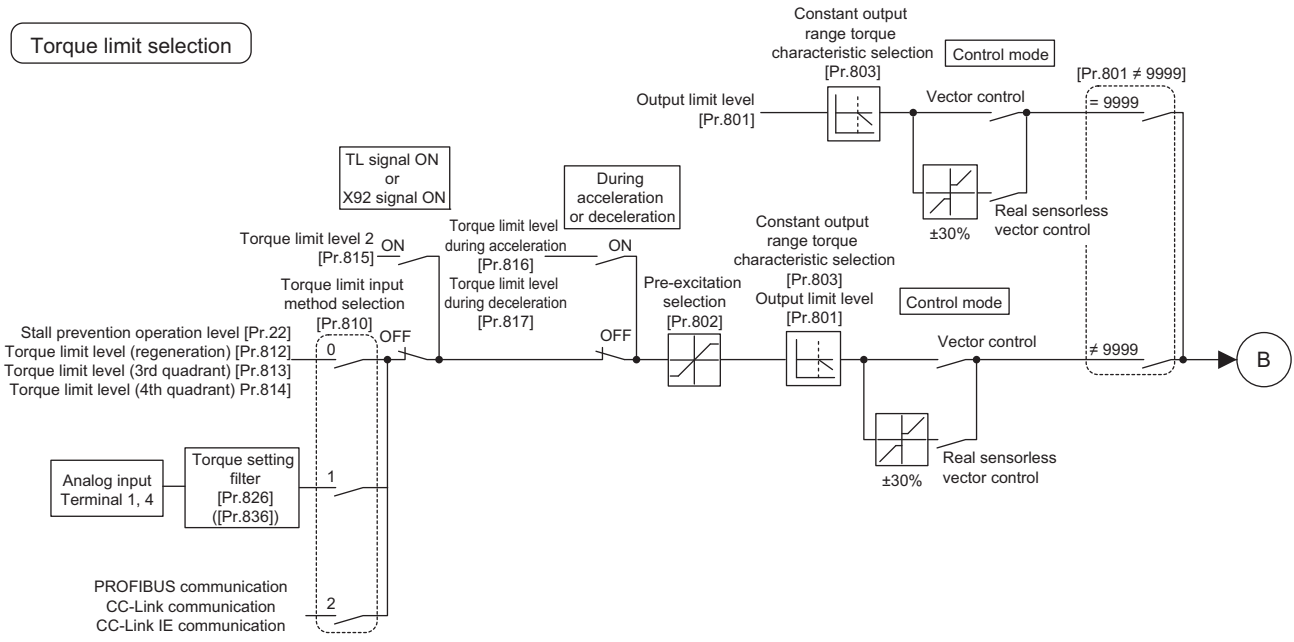 Torque limit selection
Constant output
range torque
characteristic selection
[Pr.803]
Control mode
[Pr.801 ≠ 9999]
Output limit level
[Pr.801]
Vector control
= 9999
±30%
Real sensorless
vector control
TL signal ON
or
X92 signal ON
During
acceleration
or deceleration
Torque limit level 2
[Pr.815]
ON
Torque limit level
during acceleration
[Pr.816]
ON
Torque limit level
during deceleration
[Pr.817]
Constant output
range torque
characteristic selection
[Pr.803]
Output limit level
[Pr.801]
Pre-excitation
selection
[Pr.802]
Control mode
Torque limit input
method selection
[Pr.810]
Stall prevention operation level [Pr.22]
Torque limit level (regeneration) [Pr.812]
Torque limit level (3rd quadrant) [Pr.813]
Torque limit level (4th quadrant) Pr.814]
0
OFF
OFF
Vector control
≠ 9999
B
±30%
Real sensorless
vector control
Analog input
Terminal 1, 4
Torque setting
filter
[Pr.826]
([Pr.836])
1
PROFIBUS communication
CC-Link communication
CC-Link IE communication
2